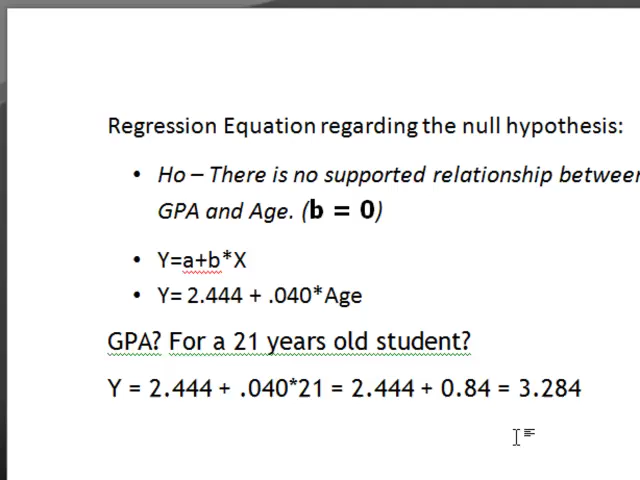 Regression Equation regarding the null hypothesis:
• Ho – There is no supported relationship between
GPA and Age. (b = 0)
• Y=a+b*X
• Y= 2.444 + .040*Age
GPA? For a 21 years old student?
Y = 2.444 + .040*21 = 2.444 + 0.84 = 3.284